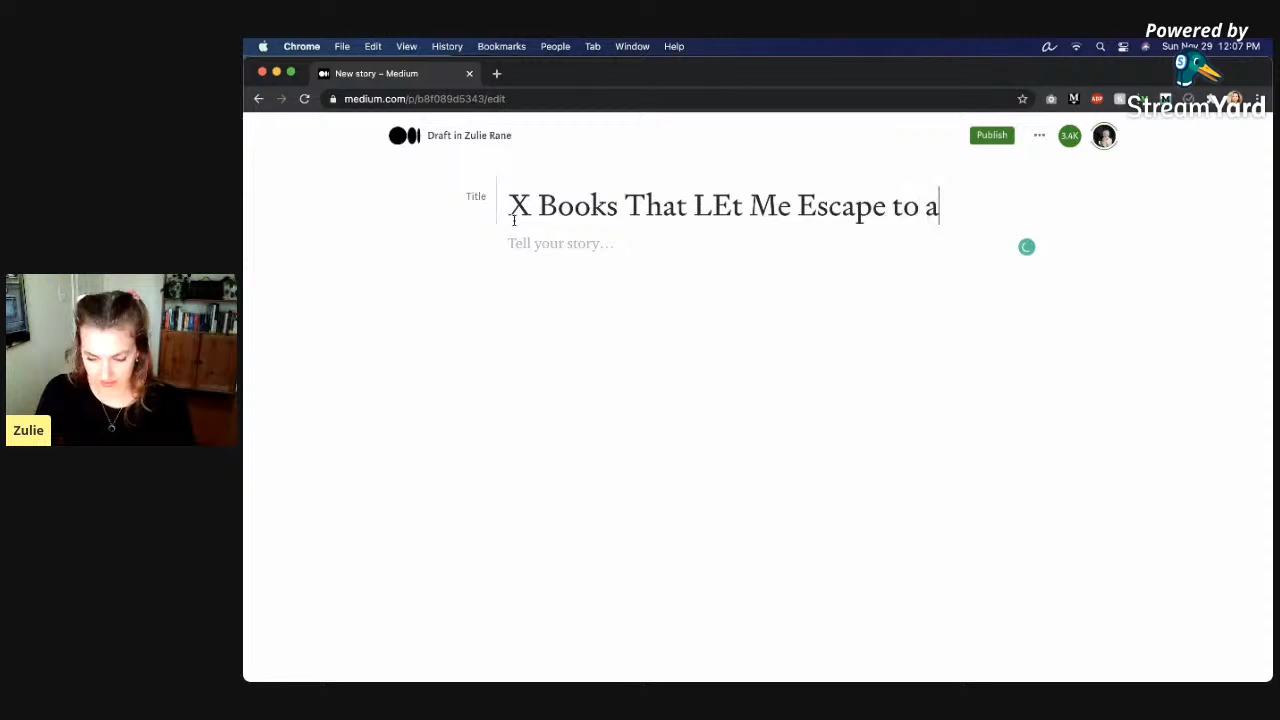 Powered by
StreamYard
Chrome File Edit View History Bookmarks People Tab Window Help
Sun Nov 29 12:07 PM
New story – Medium
medium.com/p/b8f089d5343/edit
Draft in Zulie Rane
Publish
3.4K
Title
X Books That LEt Me Escape to a
Tell your story…
Zulie